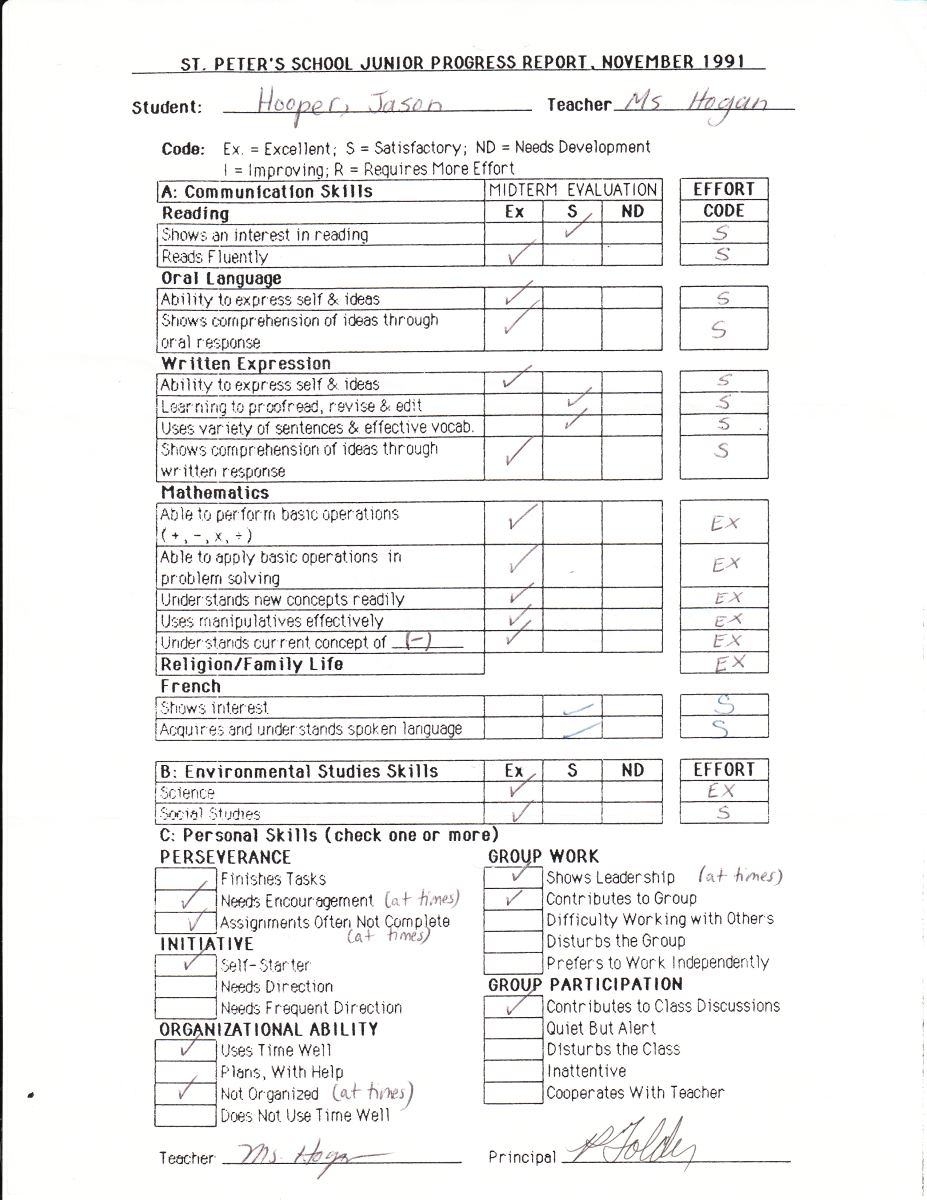 ST. PETER'S SCHOOL JUNIOR PROGRESS REPORT, NOVEMBER 1991
Student: Hooper, Jason Teacher Ms Hogan
Code: Ex. = Excellent; S = Satisfactory; ND = Needs Development
I = Improving; R = Requires More Effort
A: Communication Skills MIDTERM EVALUATION EFFORT
Reading Ex S ND CODE
Shows an interest in reading ✓ S
Reads Fluently ✓ S
Oral Language
Ability to express self & ideas ✓ S
Shows comprehension of ideas through
oral response ✓ S
Written Expression
Ability to express self & ideas ✓ S
Learning to proofread, revise & edit ✓ S
Uses variety of sentences & effective vocab. ✓ S
Shows comprehension of ideas through
written response ✓ S
Mathematics
Able to perform basic operations
(+, -, x, ÷) ✓ EX
Able to apply basic operations in
problem solving ✓ EX
Understands new concepts readily ✓ EX
Uses manipulatives effectively ✓ EX
Understands current concept of (-) ✓ EX
Religion/Family Life EX
French
Shows interest ✓ S
Acquires and understands spoken language ✓ S
B: Environmental Studies Skills Ex S ND EFFORT
Science ✓ EX
Social Studies ✓ S
C: Personal Skills (check one or more)
PERSEVERANCE
Finishes Tasks
✓ Needs Encouragement (at times)
✓ Assignments Often Not Complete
(at times)
INITIATIVE
✓ Self-Starter
Needs Direction
Needs Frequent Direction
ORGANIZATIONAL ABILITY
✓ Uses Time Well
Plans, With Help
✓ Not Organized (at times)
Does Not Use Time Well
GROUP WORK
✓ Shows Leadership (at times)
✓ Contributes to Group
Difficulty Working with Others
Disturbs the Group
Prefers to Work Independently
GROUP PARTICIPATION
✓ Contributes to Class Discussions
Quiet But Alert
Disturbs the Class
Inattentive
Cooperates With Teacher
Teacher Ms. Hogan Principal